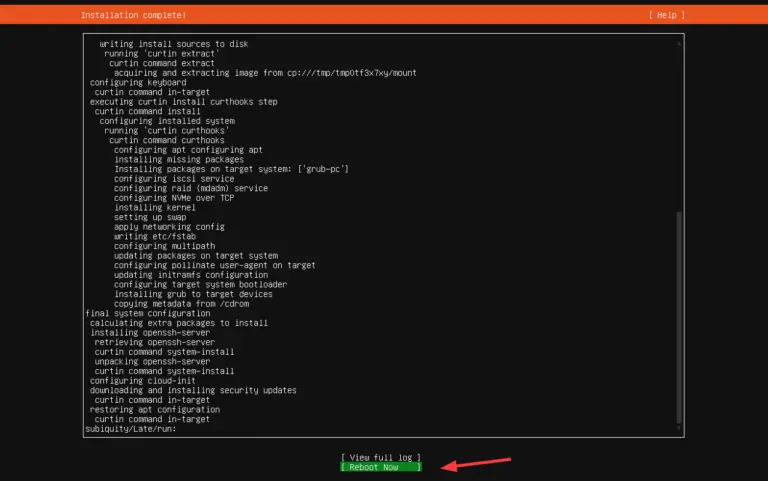 Installation complete! [ Help ]
writing install sources to disk
running 'curtin extract'
curtin command extract
acquiring and extracting image from cp:///tmp/tmp0tf3x7xy/mount
configuring keyboard
curtin command in-target
executing curtin install curthooks step
curtin command install
configuring installed system
running 'curtin curthooks'
curtin command curthooks
configuring apt configuring apt
installing missing packages
Installing packages on target system: ['grub-pc']
configuring iscsi service
configuring raid (mdadm) service
configuring NVMe over TCP
installing kernel
setting up swap
apply networking config
writing etc/fstab
configuring multipath
updating packages on target system
configuring pollinate user-agent on target
updating initramfs configuration
configuring target system bootloader
installing grub to target devices
copying metadata from /cdrom
final system configuration
calculating extra packages to install
installing openssh-server
retrieving openssh-server
curtin command system-install
unpacking openssh-server
curtin command system-install
configuring cloud-init
downloading and installing security updates
curtin command in-target
restoring apt configuration
curtin command in-target
subiquity/Late/run:
[ View full log ]
[ Reboot Now ]